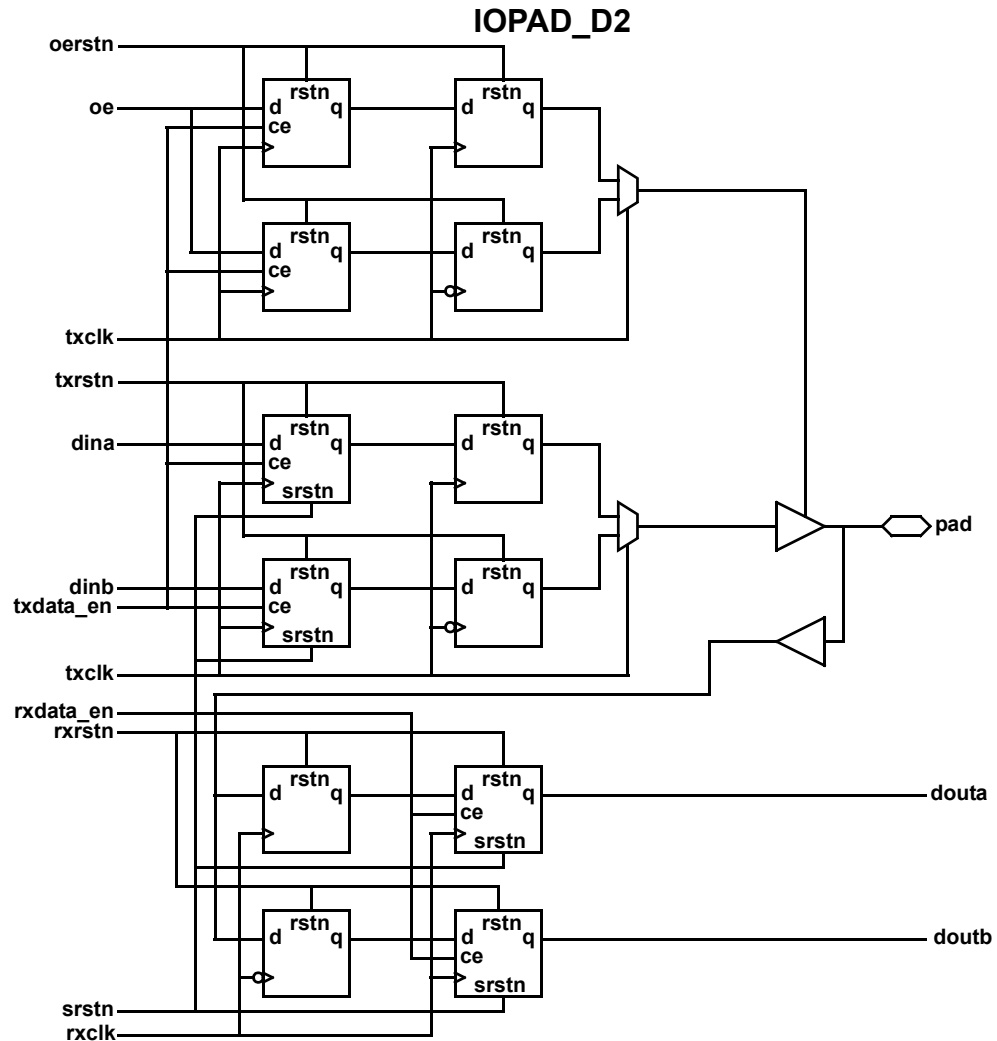 IOPAD_D2
oerstn
rstn
rstn
oe
d
q
d
q
ce
rstn
rstn
d
q
d
q
ce
txclk
txrstn
rstn
rstn
dina
d
q
d
q
ce
srstn
pad
rstn
rstn
dinb
d
q
d
q
txdata_en
ce
srstn
txclk
rxdata_en
rxrstn
rstn
rstn
d
q
d
q
douta
ce
srstn
rstn
rstn
d
q
d
q
doutb
ce
srstn
srstn
rxclk